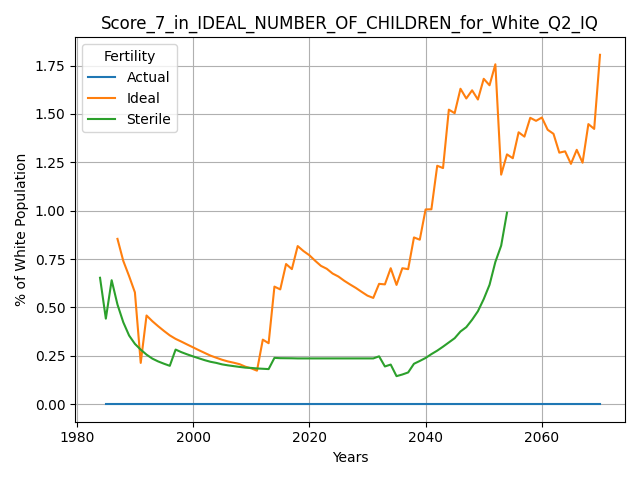 Score_7_in_IDEAL_NUMBER_OF_CHILDREN_for_White_Q2_IQ
Fertility
Actual
Ideal
Sterile
% of White Population
1.75
1.50
1.25
1.00
0.75
0.50
0.25
0.00
1980 2000 2020 2040 2060
Years